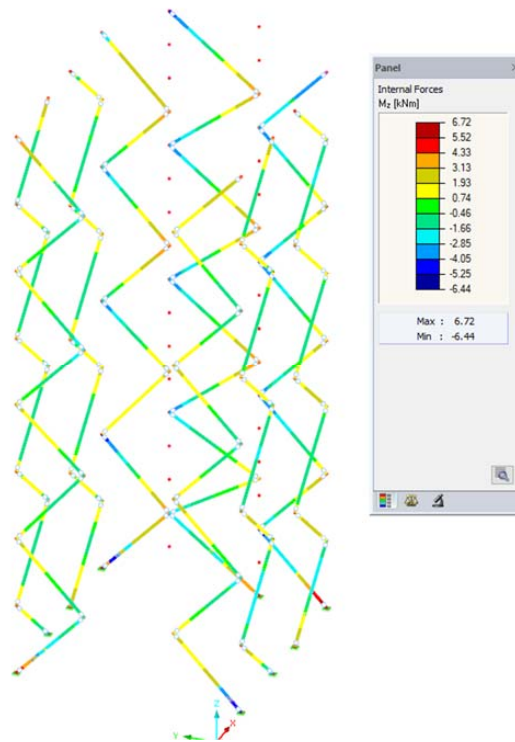 Panel
Internal Forces
Mz [kNm]
6.72
5.52
4.33
3.13
1.93
0.74
-0.46
-1.66
-2.85
-4.05
-5.25
-6.44
Max : 6.72
Min : -6.44
Z
X
Y